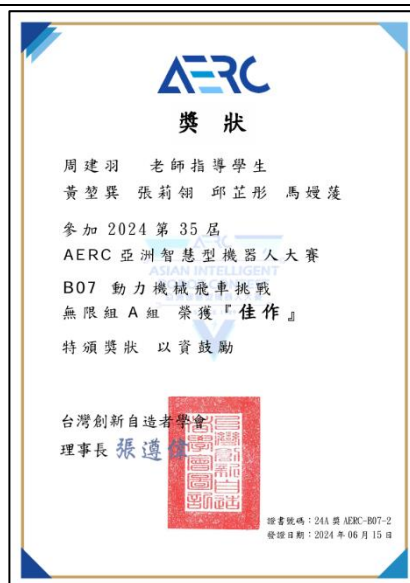 AERC
獎 狀
周建羽 老師指導學生
黃堃巽 張莉翎 邱芷彤 馬嫚蓤
參加 2024 第 35 屆
AERC 亞洲智慧型機器人大賽
B07 動力機械飛車挑戰
無限組 A 組 榮獲『佳作』
特頒獎狀 以資鼓勵
AERC
ASIAN INTELLIGENT
台灣創新自造者學會
理事長 張遵偉
證書號碼：24A 獎 AERC-B07-2
發證日期：2024 年 06 月 15 日